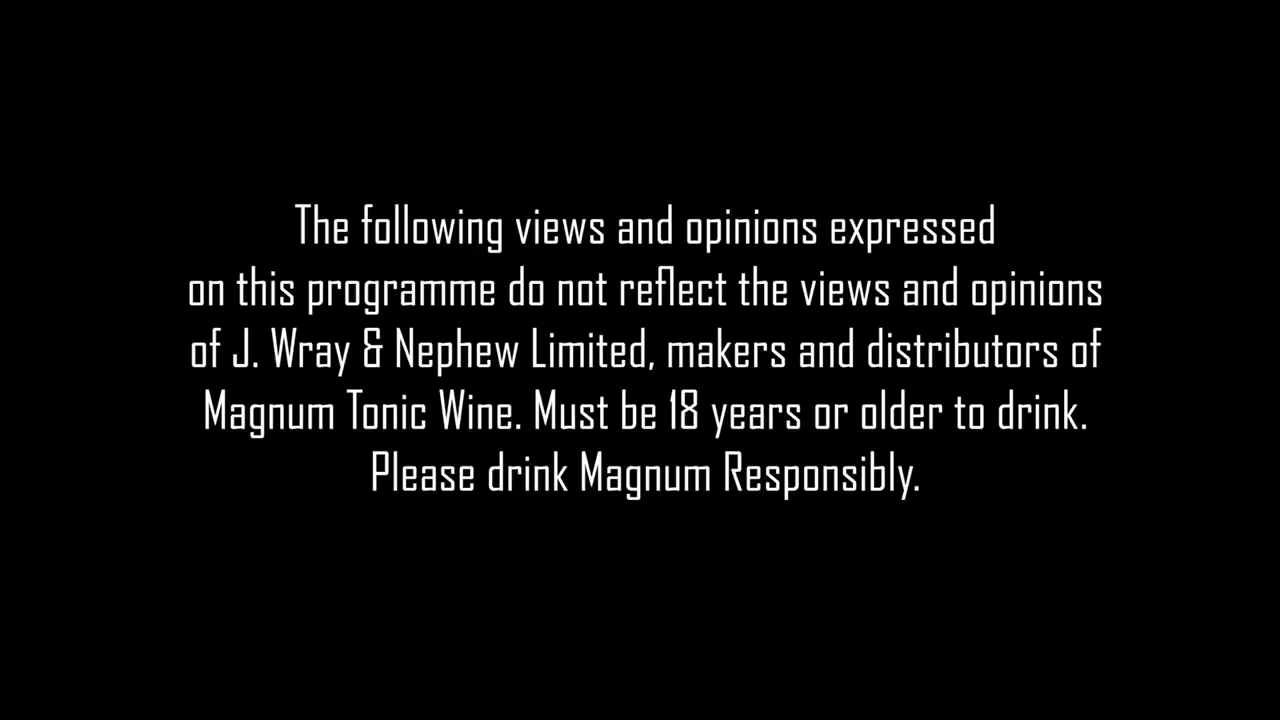 The following views and opinions expressed
on this programme do not reflect the views and opinions
of J. Wray & Nephew Limited, makers and distributors of
Magnum Tonic Wine. Must be 18 years or older to drink.
Please drink Magnum Responsibly.